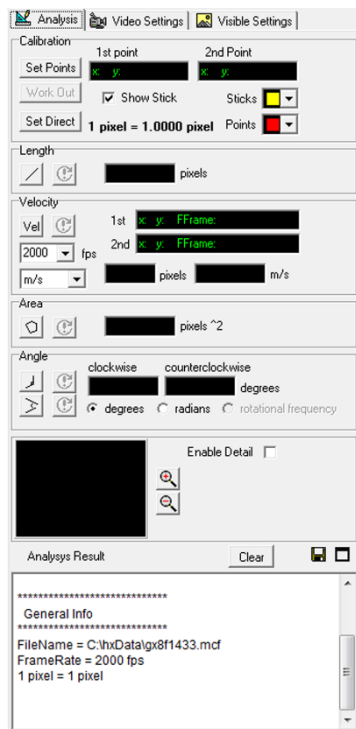 Analysis Video Settings Visible Settings
Calibration
1st point 2nd Point
Set Points x: y: x: y:
Work Out Show Stick Sticks
Set Direct 1 pixel = 1.0000 pixel Points
Length
pixels
Velocity
Vel 1st x: y: FFrame:
2000 fps 2nd x: y: FFrame:
m/s pixels m/s
Area
pixels ^2
Angle
clockwise counterclockwise
degrees
degrees radians rotational frequency
Enable Detail
Analysys Result Clear
*****************************
General Info
*****************************
FileName = C:\hxData\gx8f1433.mcf
FrameRate = 2000 fps
1 pixel = 1 pixel